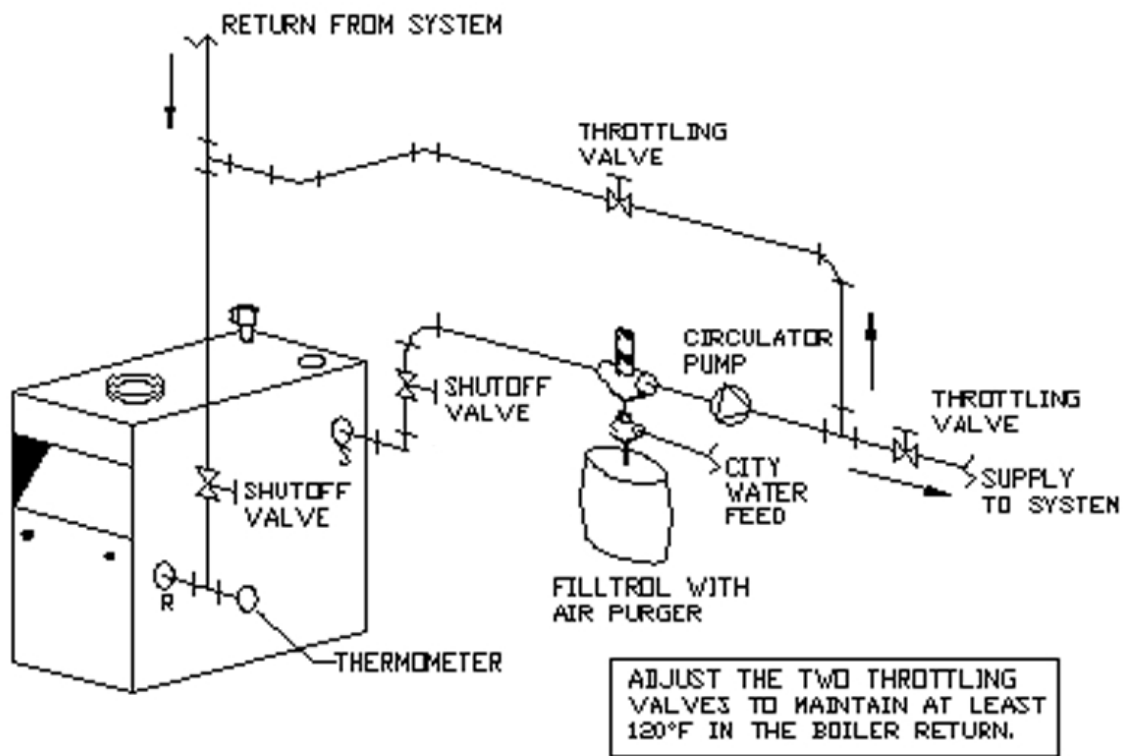 RETURN FROM SYSTEM
THROTTLING
VALVE
CIRCULATOR
PUMP
SHUTOFF
VALVE
THROTTLING
VALVE
S
SHUTOFF
VALVE
CITY
WATER
FEED
SUPPLY
TO SYSTEM
R
FILLTROL WITH
AIR PURGER
THERMOMETER
ADJUST THE TWO THROTTLING
VALVES TO MAINTAIN AT LEAST
120°F IN THE BOILER RETURN.